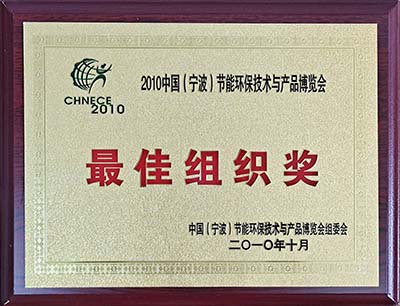 CHNECE
2010
2010中国(宁波)节能环保技术与产品博览会
最佳组织奖
中国(宁波)节能环保技术与产品博览会组委会
二〇一〇年十月